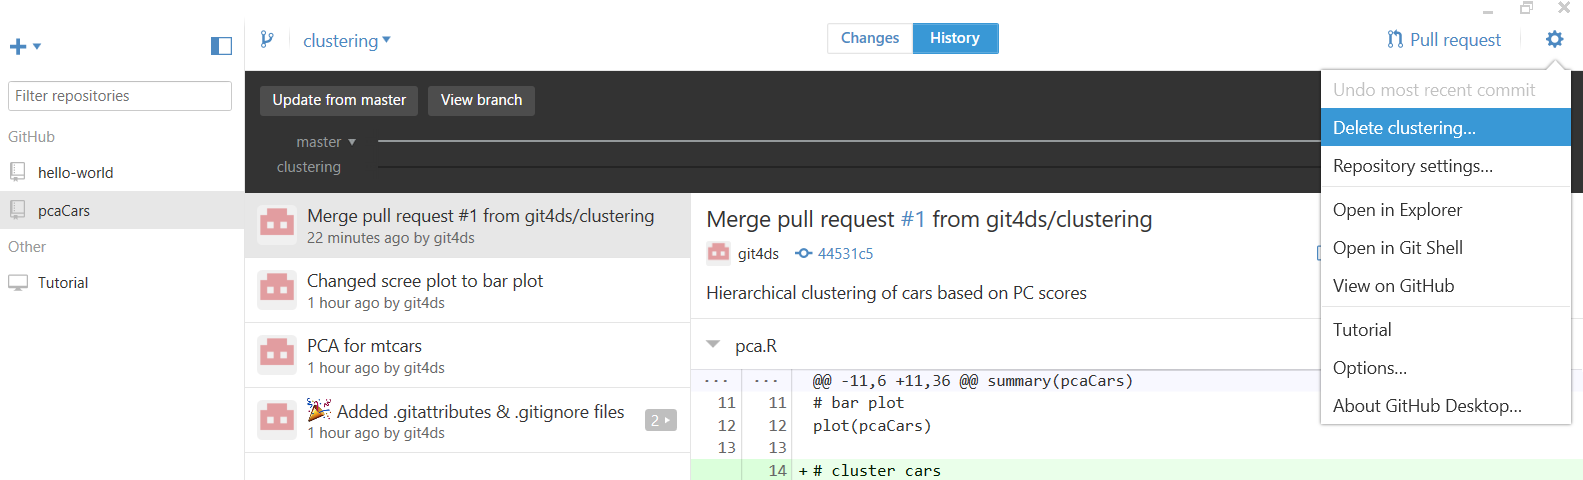 clustering
Changes
History
Pull request
Filter repositories
GitHub
hello-world
pcaCars
Other
Tutorial
Update from master
View branch
master
clustering
Merge pull request #1 from git4ds/clustering
22 minutes ago by git4ds
Changed scree plot to bar plot
1 hour ago by git4ds
PCA for mtcars
1 hour ago by git4ds
Added .gitattributes & .gitignore files
1 hour ago by git4ds
2
Merge pull request #1 from git4ds/clustering
git4ds 44531c5
Hierarchical clustering of cars based on PC scores
pca.R
... ... @@ -11,6 +11,36 @@ summary(pcaCars)
11 11 # bar plot
12 12 plot(pcaCars)
13 13
14 + # cluster cars
Undo most recent commit
Delete clustering...
Repository settings...
Open in Explorer
Open in Git Shell
View on GitHub
Tutorial
Options...
About GitHub Desktop...